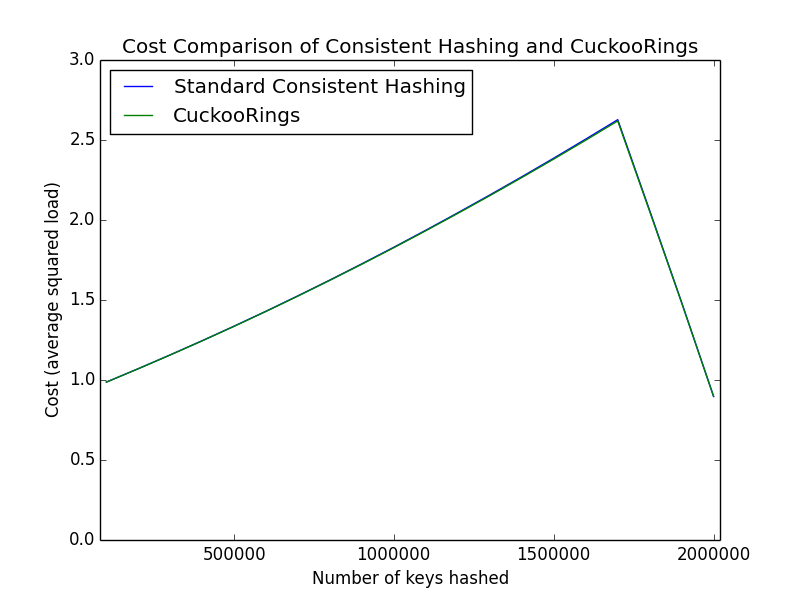 Cost Comparison of Consistent Hashing and CuckooRings
Standard Consistent Hashing
CuckooRings
3.0
2.5
2.0
1.5
1.0
0.5
0.0
Cost (average squared load)
500000 1000000 1500000 2000000
Number of keys hashed